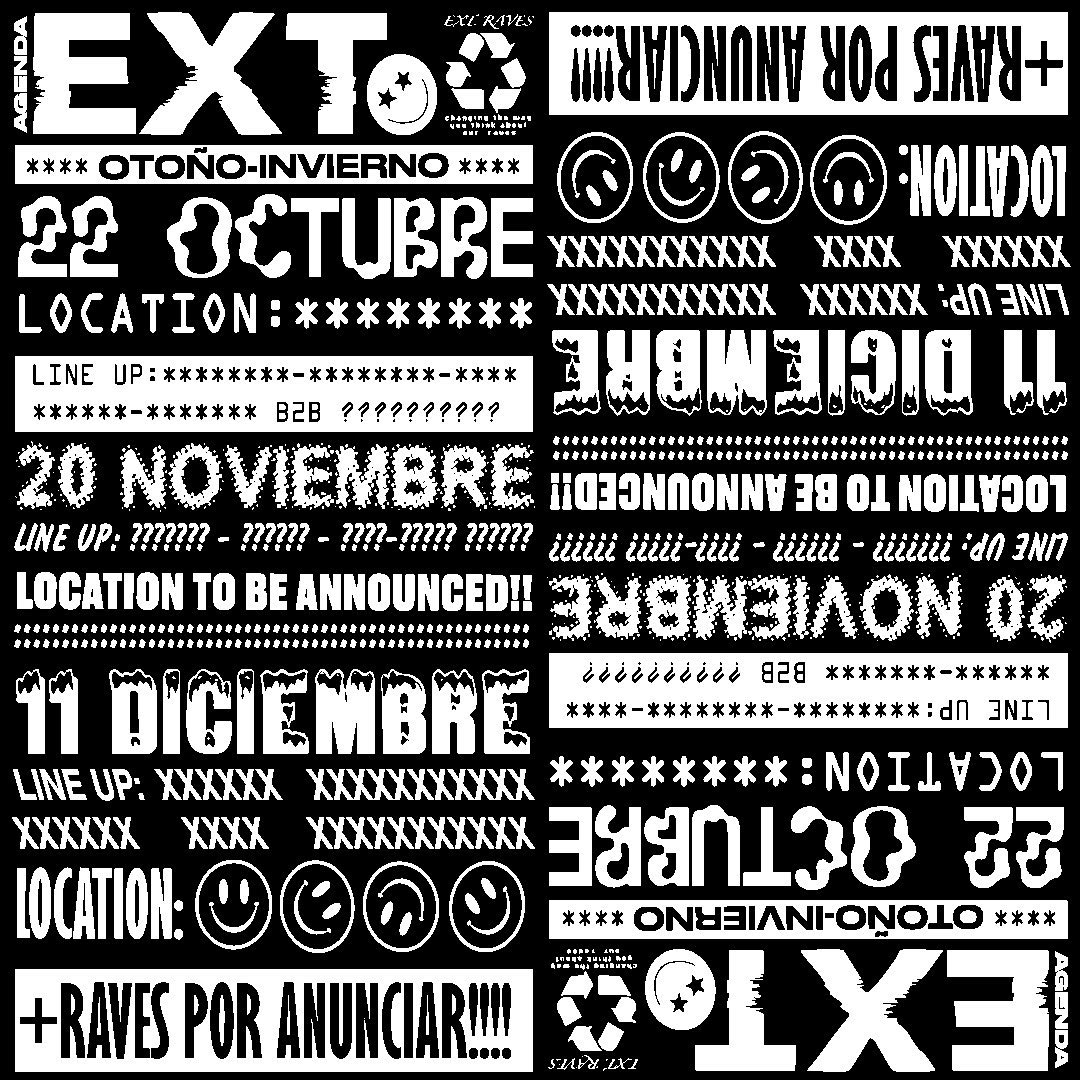 AGENDA
EXT.
EXT. RAVES
changing the way
you think about
our raves
**** OTOÑO-INVIERNO ****
22 OCTUBRE
LOCATION:********
LINE UP:********-********-****
******-******* B2B ??????????
20 NOVIEMBRE
LINE UP: ??????? - ?????? - ????-????? ??????
LOCATION TO BE ANNOUNCED!!
11 DICIEMBRE
LINE UP: XXXXXX XXXXXXXXXXX
XXXXXX XXXX XXXXXXXXXXX
LOCATION:
+RAVES POR ANUNCIAR!!!!
AGENDA
EXT.
EXT. RAVES
changing the way
you think about
our raves
**** OTOÑO-INVIERNO ****
22 OCTUBRE
LOCATION:********
LINE UP:********-********-****
******-******* B2B ??????????
20 NOVIEMBRE
LINE UP: ??????? - ?????? - ????-????? ??????
LOCATION TO BE ANNOUNCED!!
11 DICIEMBRE
LINE UP: XXXXXX XXXXXXXXXXX
XXXXXX XXXX XXXXXXXXXXX
LOCATION:
+RAVES POR ANUNCIAR!!!!